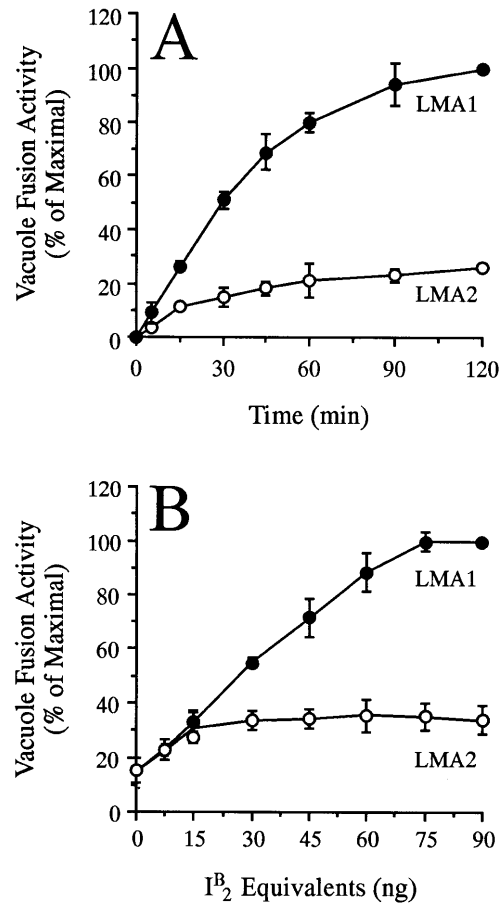 A
120
100
80
60
40
20
0
Vacuole Fusion Activity
(% of Maximal)
LMA1
LMA2
0 30 60 90 120
Time (min)
B
120
100
80
60
40
20
0
Vacuole Fusion Activity
(% of Maximal)
LMA1
LMA2
0 15 30 45 60 75 90
I^B_2 Equivalents (ng)